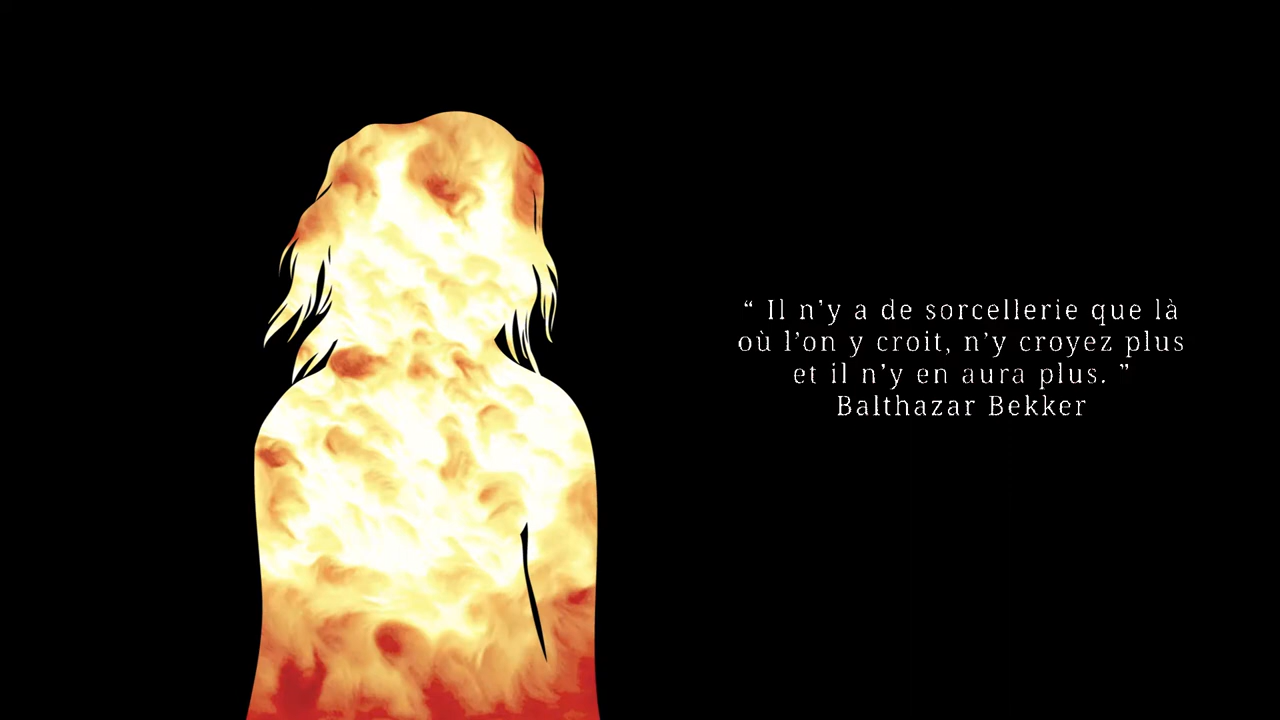 “ Il n’y a de sorcellerie que là
où l’on y croit, n’y croyez plus
et il n’y en aura plus. ”
Balthazar Bekker